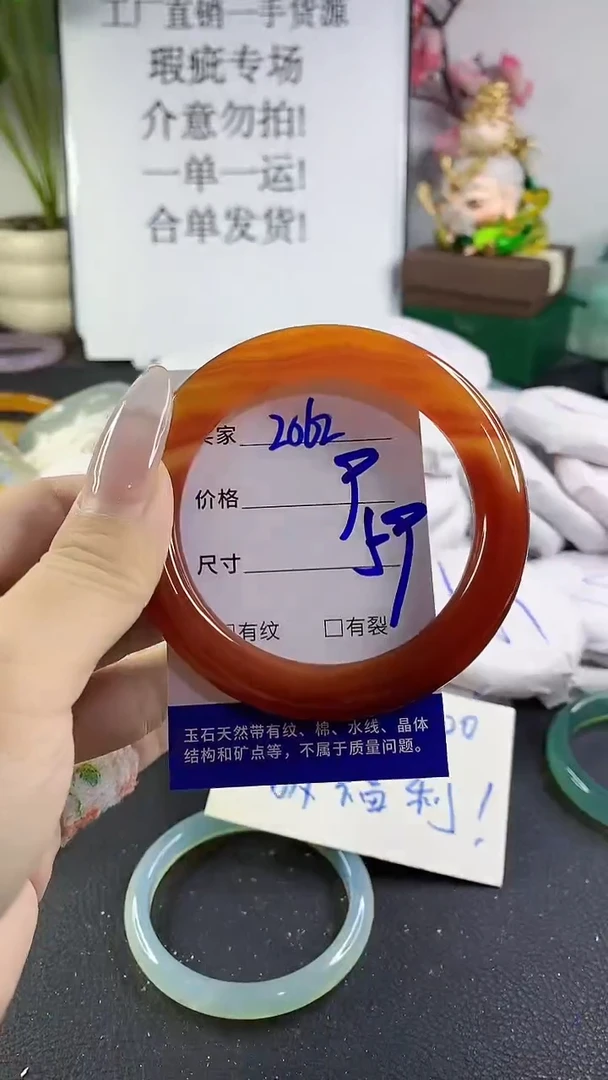 工厂直销一手货源
瑕疵专场
介意勿拍!
一单一运!
合单发货!
家 2062
价格
尺寸
有纹 □有裂
玉石天然带有纹、棉、水线、晶体
结构和矿点等，不属于质量问题。
福利!